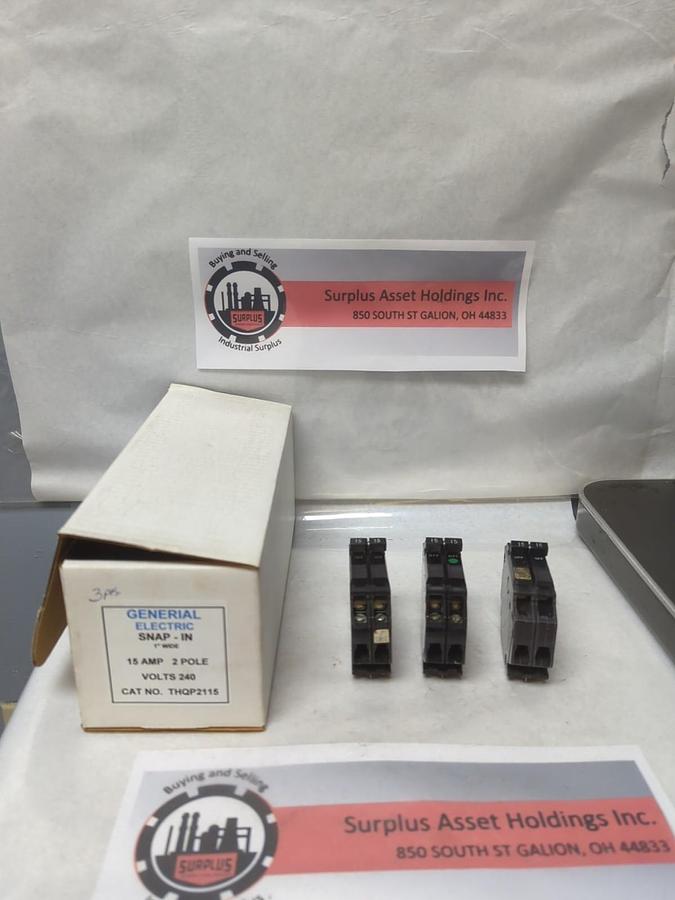 Buying and Selling
SURPLUS
Industrial Surplus
Surplus Asset Holdings Inc.
850 SOUTH ST GALION, OH 44833
3 pcs
GENERIAL
ELECTRIC
SNAP - IN
1" WIDE
15 AMP 2 POLE
VOLTS 240
CAT NO. THQP2115
15 15
15 15
15 15
Buying and Selling
SURPLUS
Surplus Asset Holdings Inc.
850 SOUTH ST GALION, OH 44833